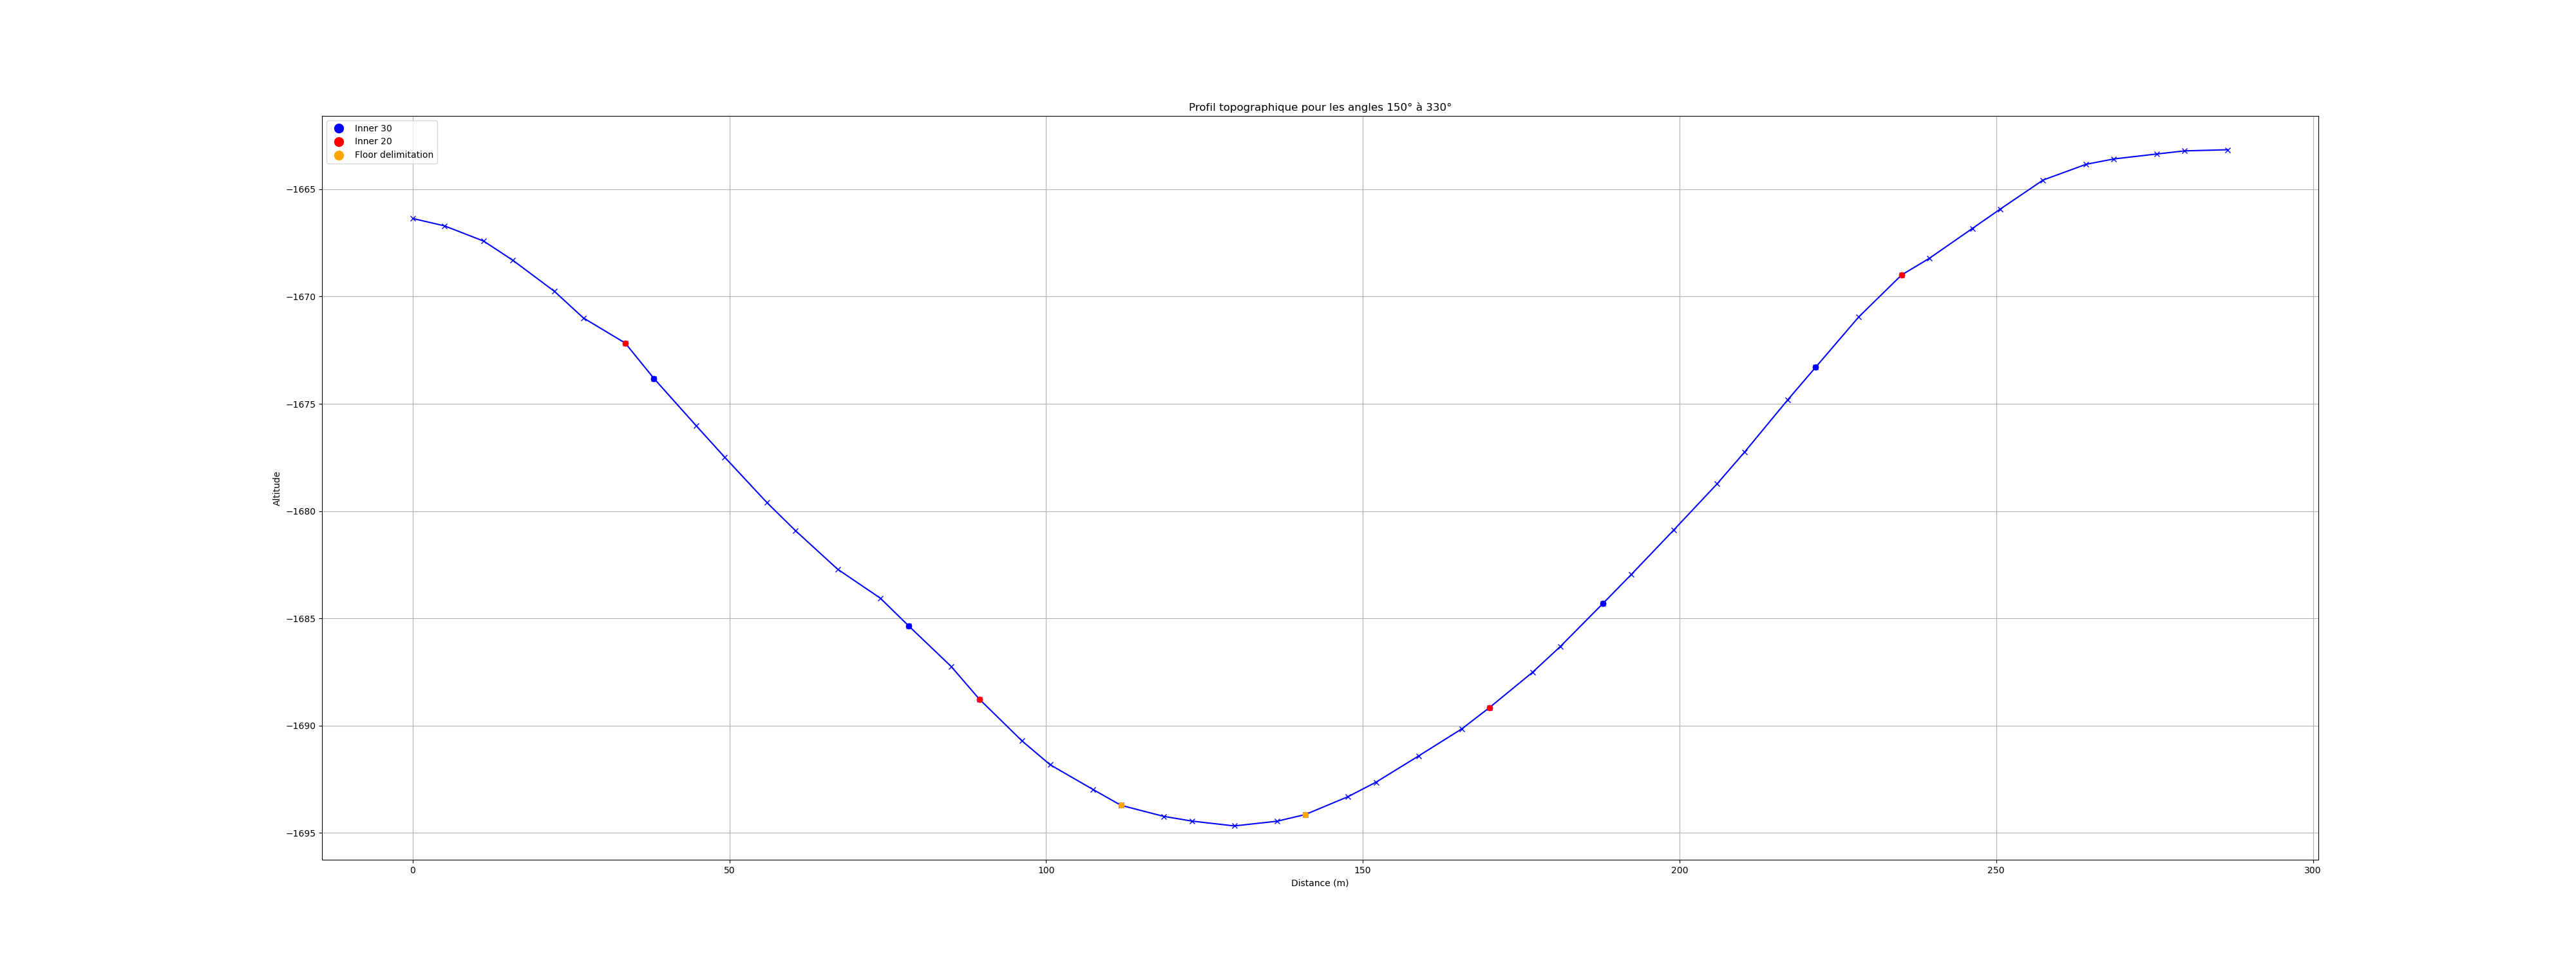 Profil topographique pour les angles 150° à 330°
Inner 30
Inner 20
Floor delimitation
−1665
−1670
−1675
−1680
−1685
−1690
−1695
Altitude
0 50 100 150 200 250 300
Distance (m)